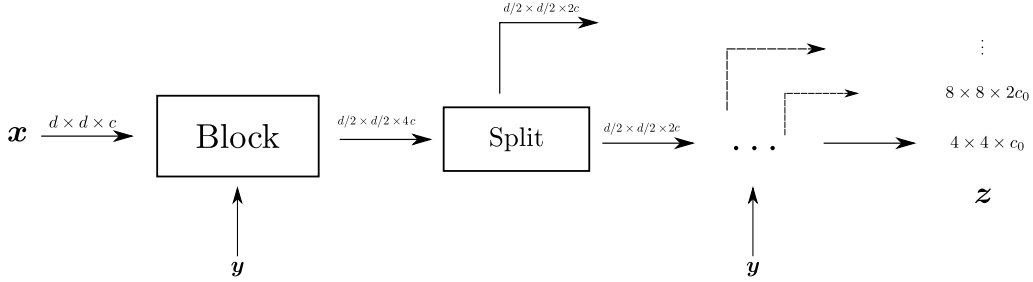 d/2 × d/2 × 2c
⋮
8 × 8 × 2c₀
x
d × d × c
Block
d/2 × d/2 × 4c
Split
d/2 × d/2 × 2c
...
4 × 4 × c₀
z
y
y